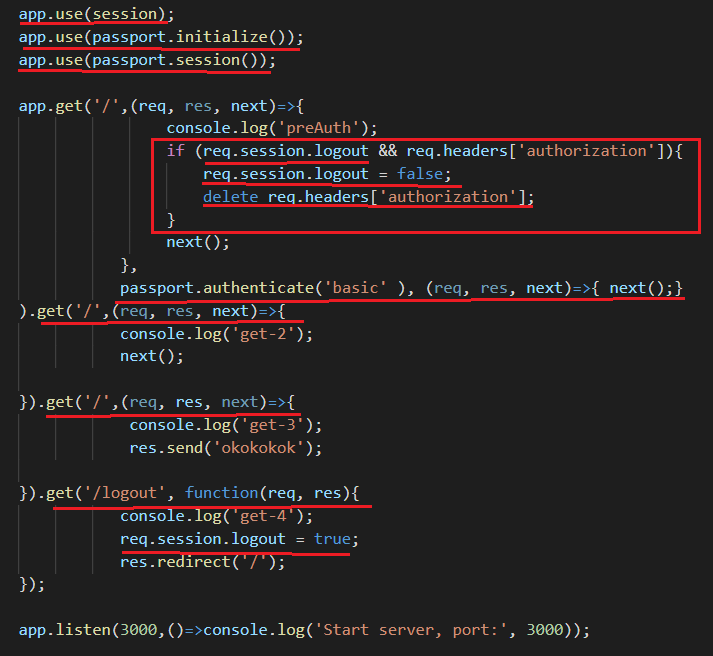 app.use(session);
app.use(passport.initialize());
app.use(passport.session());
app.get('/',(req, res, next)=>{
console.log('preAuth');
if (req.session.logout && req.headers['authorization']){
req.session.logout = false;
delete req.headers['authorization'];
}
next();
},
passport.authenticate('basic' ), (req, res, next)=>{ next();}
).get('/',(req, res, next)=>{
console.log('get-2');
next();
}).get('/',(req, res, next)=>{
console.log('get-3');
res.send('okokokok');
}).get('/logout', function(req, res){
console.log('get-4');
req.session.logout = true;
res.redirect('/');
});
app.listen(3000,()=>console.log('Start server, port:', 3000));